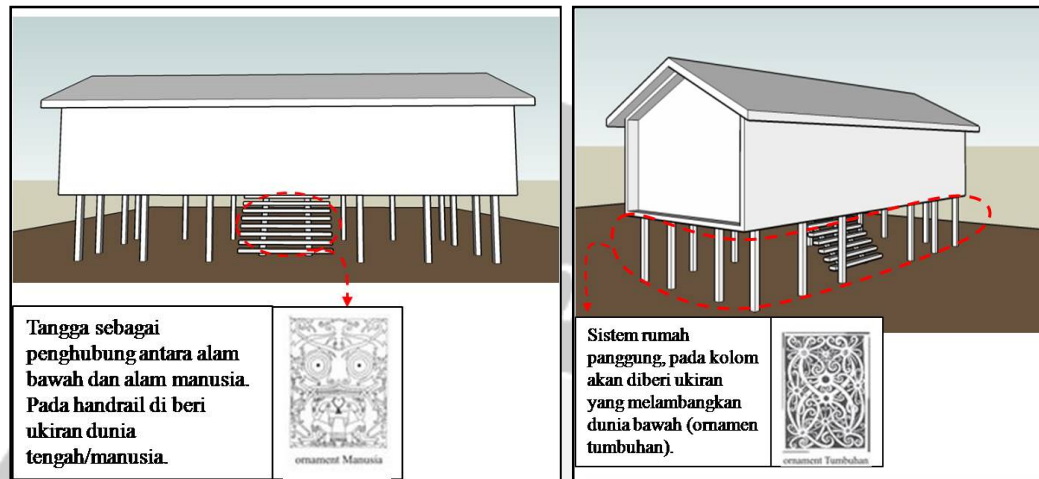 Tangga sebagai
penghubung antara alam
bawah dan alam manusia.
Pada handrail di beri
ukiran dunia
tengah/manusia.
ornament Manusia
Sistem rumah
panggung, pada kolom
akan diberi ukiran
yang melambangkan
dunia bawah (ornamen
tumbuhan).
ornament Tumbuhan